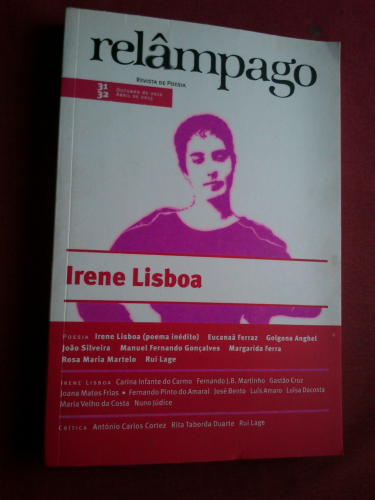 relâmpago
REVISTA DE POESIA
31
32
OUTUBRO DE 2012
ABRIL DE 2013
Irene Lisboa
POESIA Irene Lisboa (poema inédito) Eucanaã Ferraz Golgona Anghel
João Silveira Manuel Fernando Gonçalves Margarida Ferra
Rosa Maria Martelo Rui Lage
IRENE LISBOA Carina Infante do Carmo Fernando J.B. Martinho Gastão Cruz
Joana Matos Frias • Fernando Pinto do Amaral José Bento Luís Amaro Luísa Dacosta
Maria Velho da Costa Nuno Júdice
CRÍTICA António Carlos Cortez Rita Taborda Duarte Rui Lage